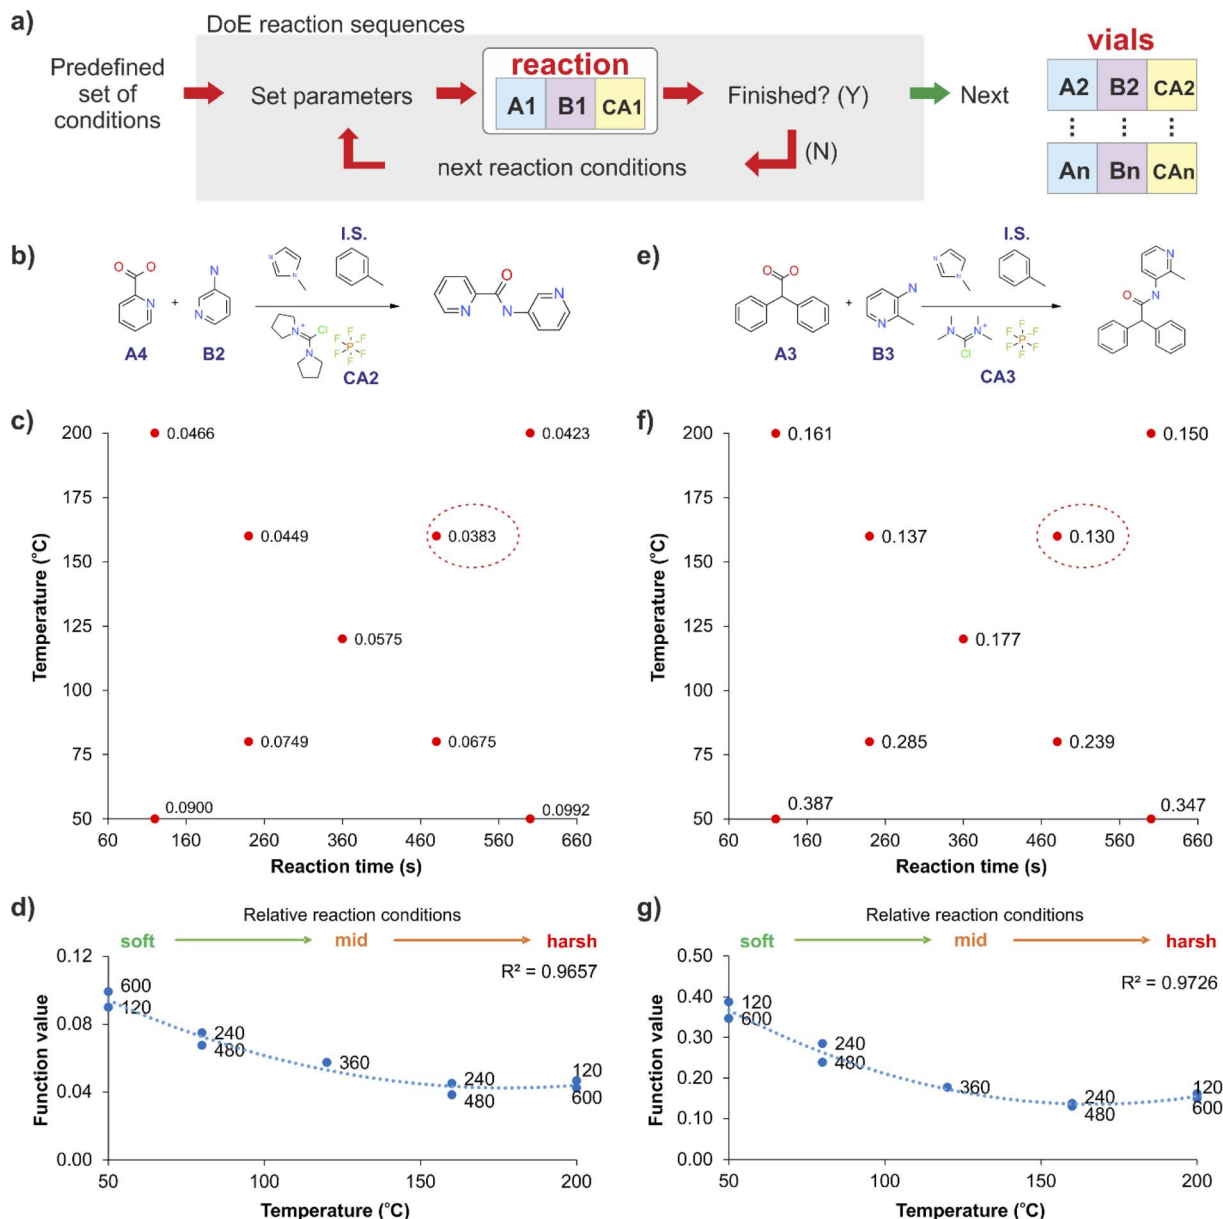 a)
DoE reaction sequences
Predefined
set of
conditions
Set parameters
reaction
A1 B1 CA1
Finished? (Y)
(N)
next reaction conditions
Next
vials
A2 B2 CA2
⋮ ⋮ ⋮
An Bn CAn
b)
I.S.
O O
N
N
N
N
+
A4
B2
N
N+
Cl
N
F F F P- F F F
CA2
N
O
N
N
e)
I.S.
O O
+
N
N
A3
B3
N
N
N N+
Cl
F F F P- F F F
CA3
N
O
N
c)
Temperature (°C)
200
175
150
125
100
75
50
0.0466
0.0423
0.0449
0.0383
0.0575
0.0749
0.0675
0.0900
0.0992
60 160 260 360 460 560 660
Reaction time (s)
f)
Temperature (°C)
200
175
150
125
100
75
50
0.161
0.150
0.137
0.130
0.177
0.285
0.239
0.387
0.347
60 160 260 360 460 560 660
Reaction time (s)
d)
Relative reaction conditions
soft mid harsh
R² = 0.9657
Function value
0.12
0.08
0.04
0.00
600
120
240
480
360
240
480
120
600
50 100 150 200
Temperature (°C)
g)
Relative reaction conditions
soft mid harsh
R² = 0.9726
Function value
0.50
0.40
0.30
0.20
0.10
0.00
120
600
240
480
360
240
480
120
600
50 100 150 200
Temperature (°C)